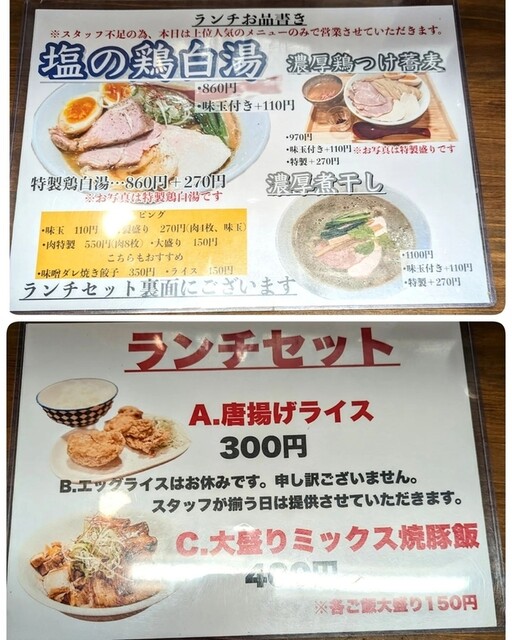 ランチお品書き
※スタッフ不足の為、本日は上位人気のメニューのみで営業させていただきます。
塩の鶏白湯
・860円
・味玉付き+110円
特製鶏白湯…860円+270円
※お写真は特製鶏白湯です
濃厚鶏つけ蕎麦
・970円
・味玉付き+110円
・特製+270円
※お写真は特製盛りです
濃厚煮干し
・1100円
・味玉付き+110円
・特製+270円
ピング
・味玉 110円 製盛り 270円(肉1枚、味玉)
・肉特製 550円(肉8枚) ・大盛り 150円
こちらもおすすめ
・味噌ダレ焼き餃子 350円 ・ライス 150円
ランチセット裏面にございます
ランチセット
A.唐揚げライス
300円
B.エッグライスはお休みです。申し訳ございません。
スタッフが揃う日は提供させていただきます。
C.大盛りミックス焼豚飯
※各ご飯大盛り150円